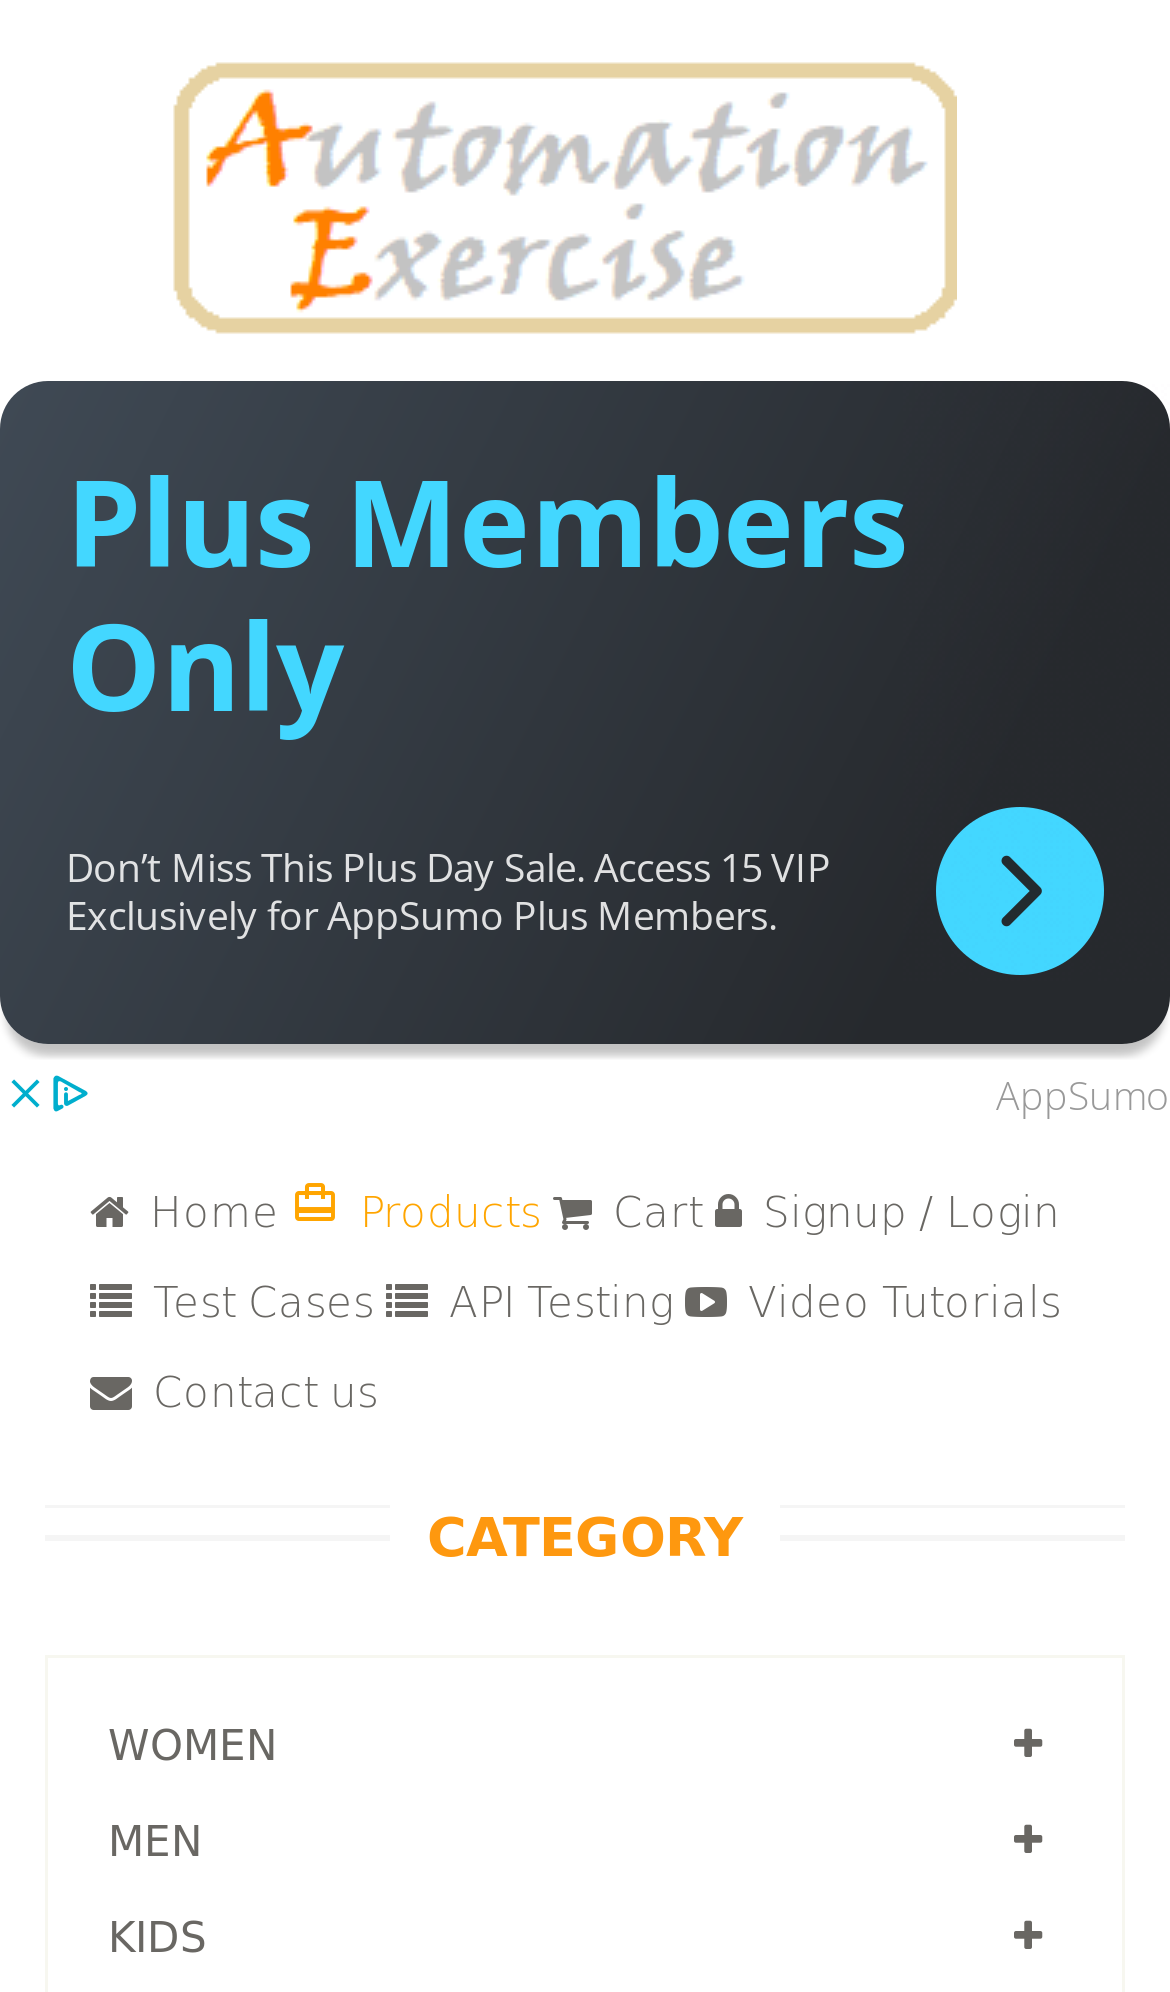 Automation
Exercise
Plus Members
Only
Don’t Miss This Plus Day Sale. Access 15 VIP
Exclusively for AppSumo Plus Members.
AppSumo
Home Products Cart Signup / Login
Test Cases API Testing Video Tutorials
Contact us
CATEGORY
WOMEN
MEN
KIDS